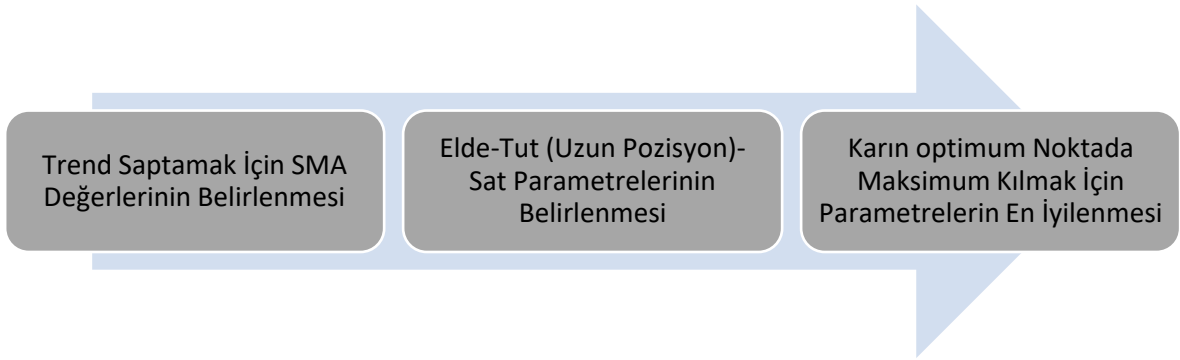 Trend Saptamak İçin SMA
Değerlerinin Belirlenmesi
Elde-Tut (Uzun Pozisyon)-
Sat Parametrelerinin
Belirlenmesi
Karın optimum Noktada
Maksimum Kılmak İçin
Parametrelerin En İyilenmesi